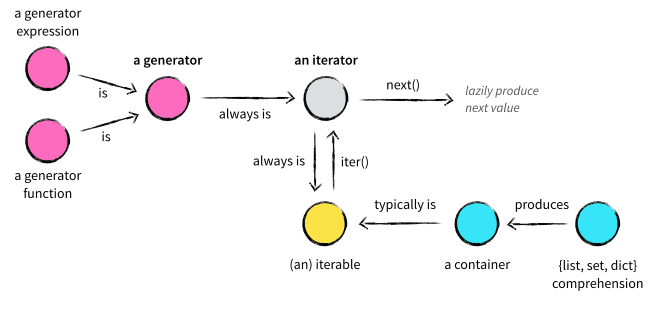 a generator
expression
a generator
an iterator
next()
is
always is
lazily produce
next value
is
a generator
function
always is
iter()
typically is
produces
(an) iterable
a container
{list, set, dict}
comprehension